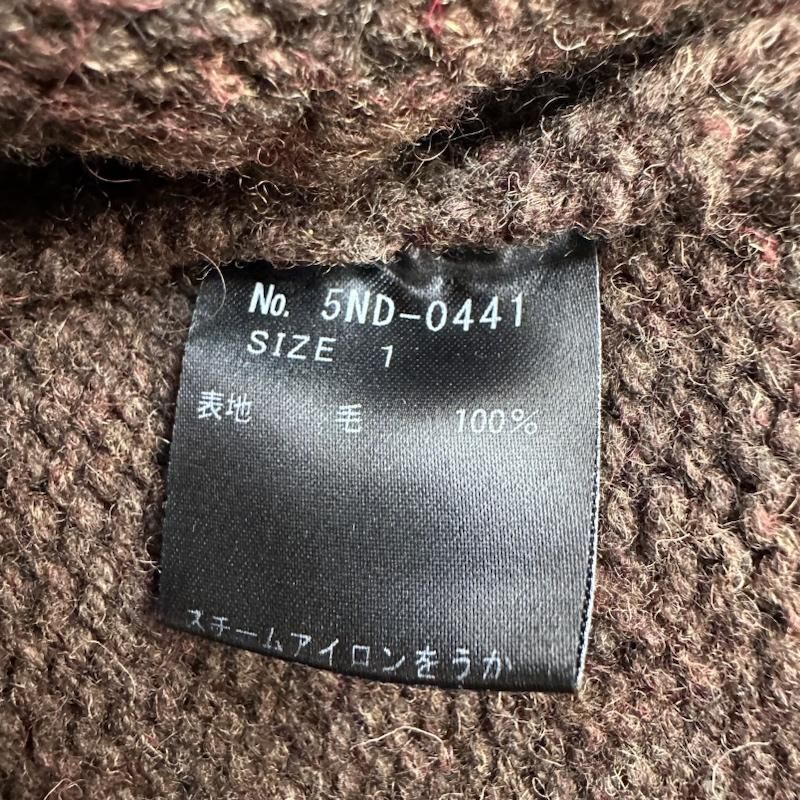 No. 5ND-0441
SIZE 1
表地 毛 100%
スチームアイロンをうか